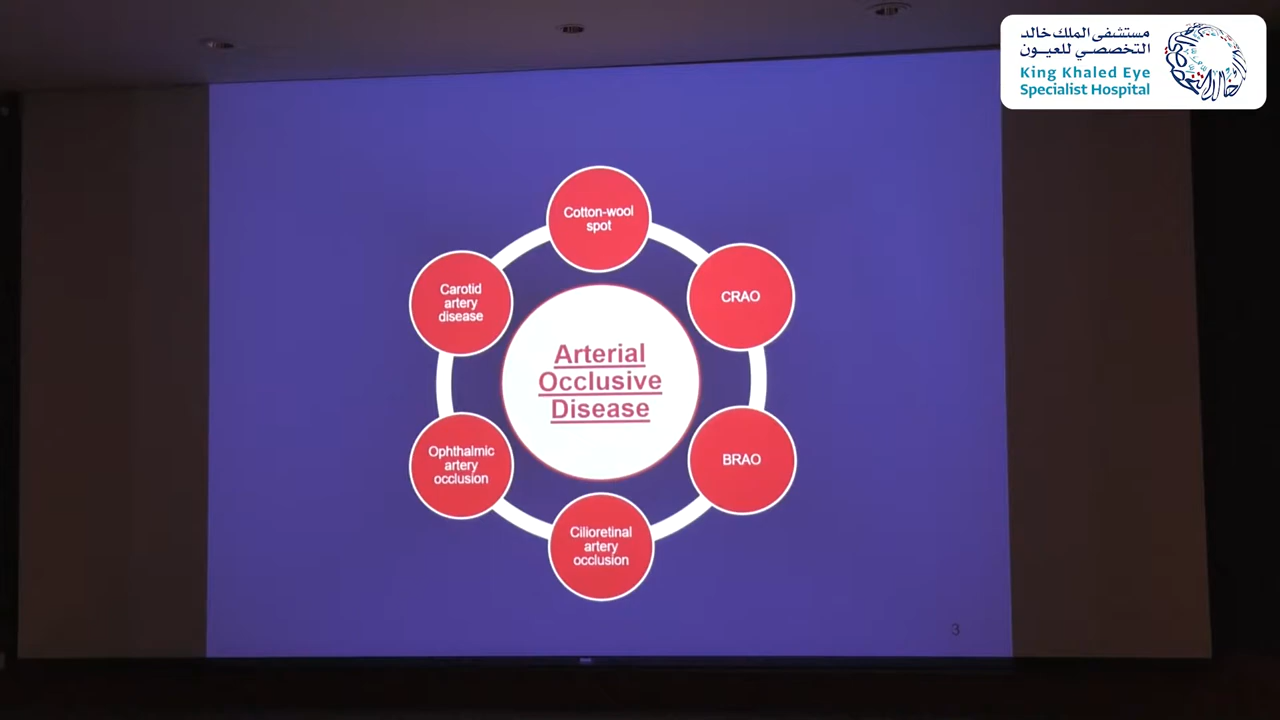 مستشفى الملك خالد
التخصصي للعيون
King Khaled Eye
Specialist Hospital
Cotton-wool
spot
CRAO
BRAO
Cilioretinal
artery
occlusion
Ophthalmic
artery
occlusion
Carotid
artery
disease
Arterial
Occlusive
Disease
3